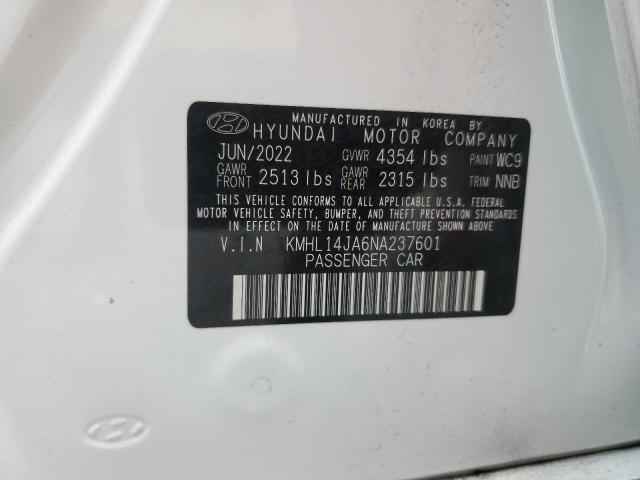 MANUFACTURED IN KOREA BY
HYUNDAI MOTOR COMPANY
JUN/2022 GVWR 4354 lbs PAINT WC9
GAWR FRONT 2513 lbs GAWR REAR 2315 lbs TRIM NNB
THIS VEHICLE CONFORMS TO ALL APPLICABLE U.S.A. FEDERAL
MOTOR VEHICLE SAFETY, BUMPER, AND THEFT PREVENTION STANDARDS
IN EFFECT ON THE DATE OF MANUFACTURE SHOWN ABOVE
V.I.N KMHL14JA6NA237601
PASSENGER CAR